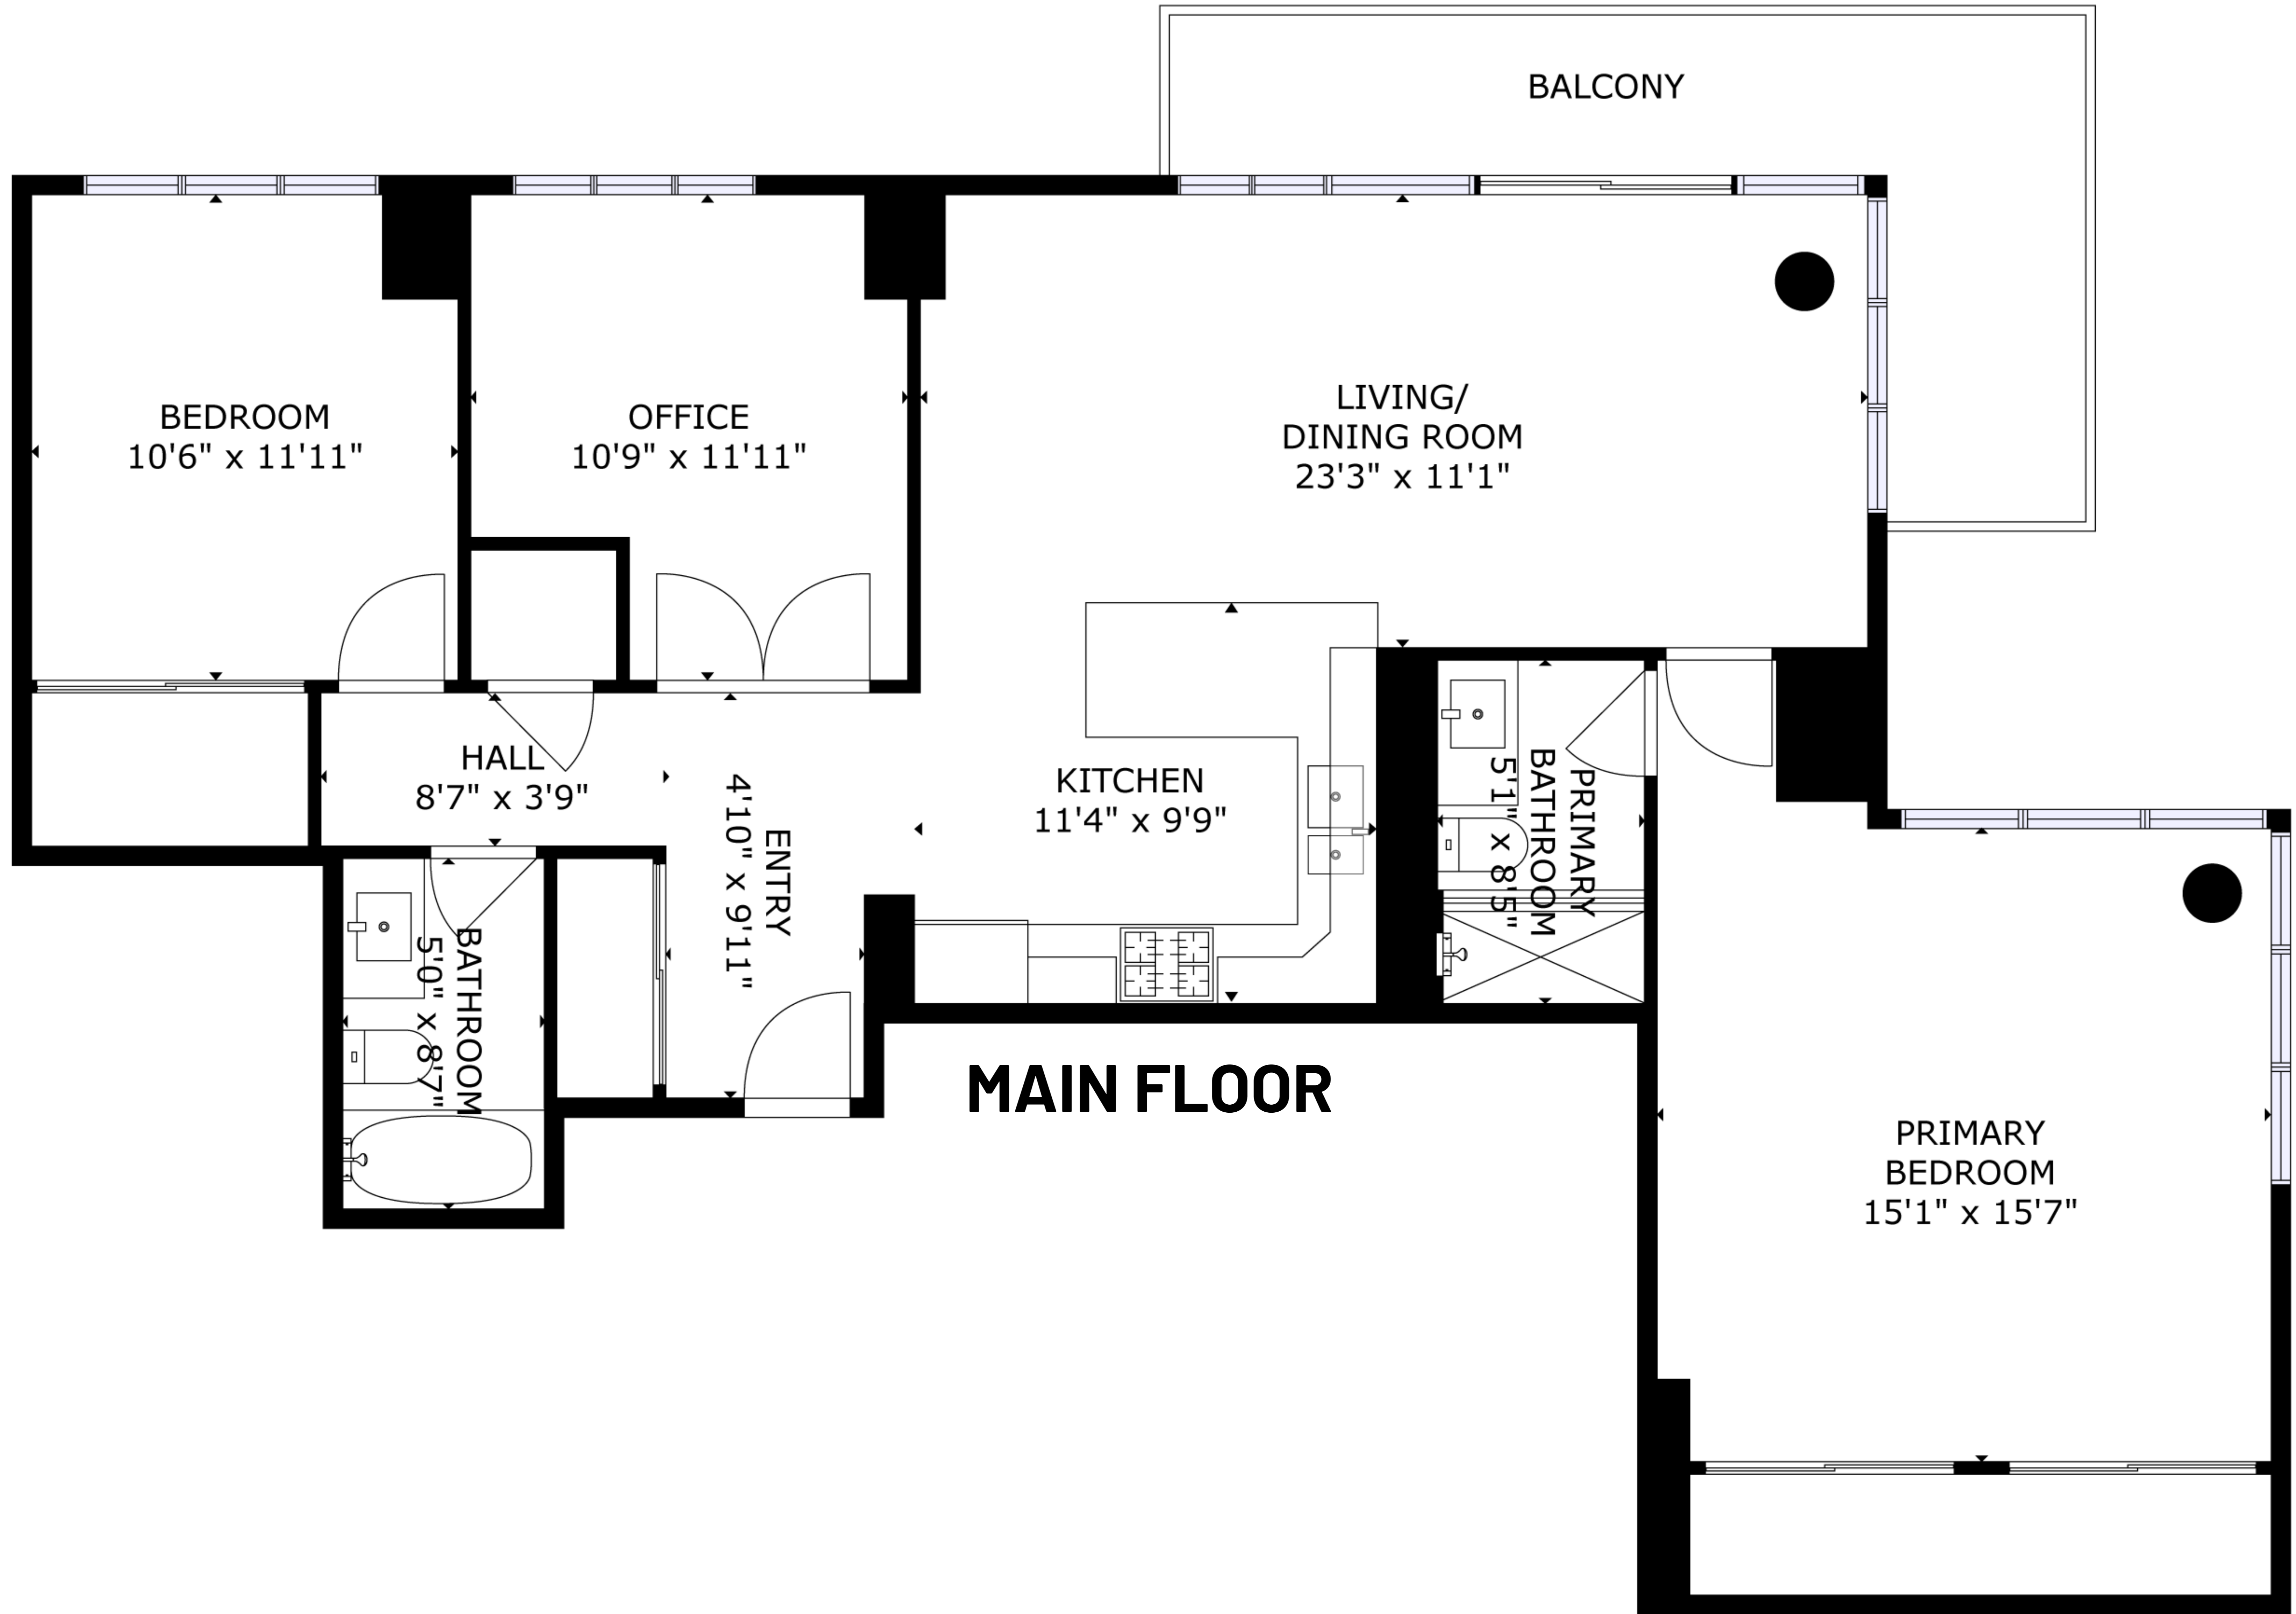 BALCONY
BEDROOM
10'6" x 11'11"
OFFICE
10'9" x 11'11"
LIVING/
DINING ROOM
23'3" x 11'1"
HALL
8'7" x 3'9"
ENTRY
4'10" x 9'11"
KITCHEN
11'4" x 9'9"
PRIMARY
BATHROOM
5'1" x 8'5"
BATHROOM
5'0" x 8'7"
MAIN FLOOR
PRIMARY
BEDROOM
15'1" x 15'7"